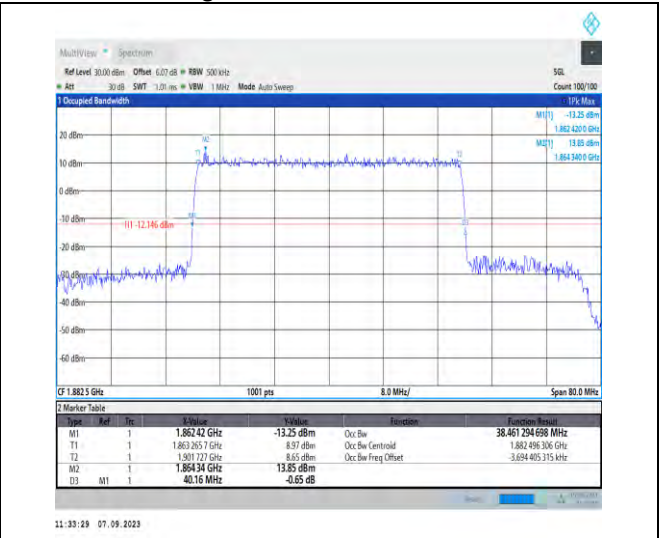 MultiView Spectrum
Ref Level 30.00 dBm Offset 6.07 dB RBW 500 kHz SGL
Att 30 dB SWT 1.01 ms VBW 1 MHz Mode Auto Sweep Count 100/100
1 Occupied Bandwidth 1Pk Max
M1[1] -13.25 dBm
1.862 420 0 GHz
M2[1] 13.85 dBm
1.864 340 0 GHz
20 dBm
M2
T1 T2
10 dBm
0 dBm
-10 dBm
H1 -12.146 dBm
-20 dBm
-30 dBm
-40 dBm
-50 dBm
-60 dBm
CF 1.882 5 GHz 1001 pts 8.0 MHz/ Span 80.0 MHz
2 Marker Table
Type Ref Trc X-Value Y-Value Function Function Result
M1 1 1.862 42 GHz -13.25 dBm Occ Bw 38.461 294 698 MHz
T1 1 1.863 265 7 GHz 8.97 dBm Occ Bw Centroid 1.882 496 306 GHz
T2 1 1.901 727 GHz 8.65 dBm Occ Bw Freq Offset -3.694 405 315 kHz
M2 1 1.864 34 GHz 13.85 dBm
D3 M1 1 40.16 MHz -0.65 dB
11:33:29 07.09.2023